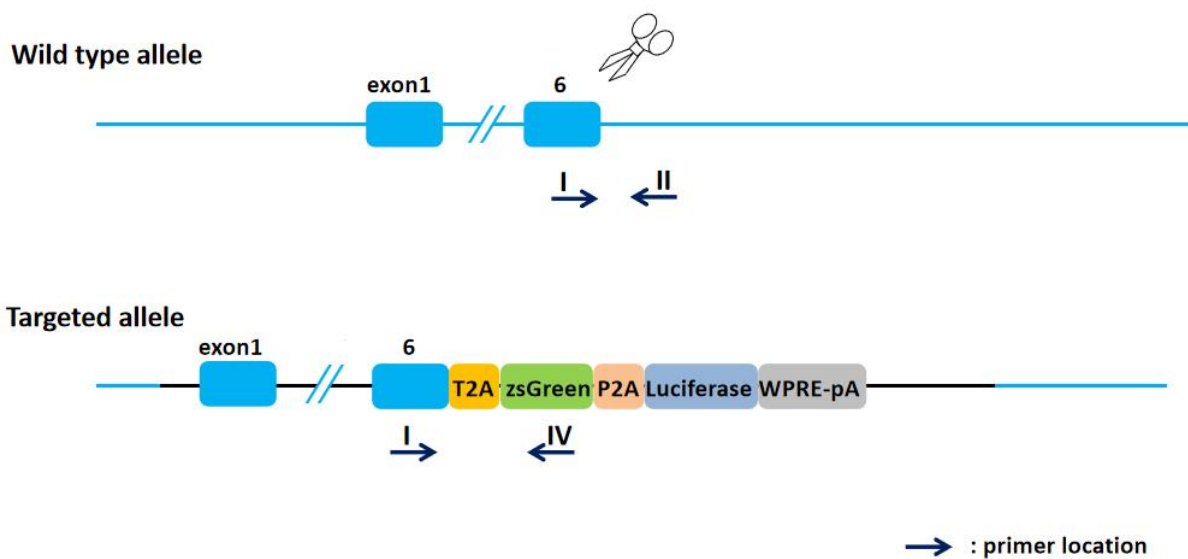 Wild type allele
exon1 6
I II
Targeted allele
exon1 6
T2A zsGreen P2A Luciferase WPRE-pA
I IV
: primer location